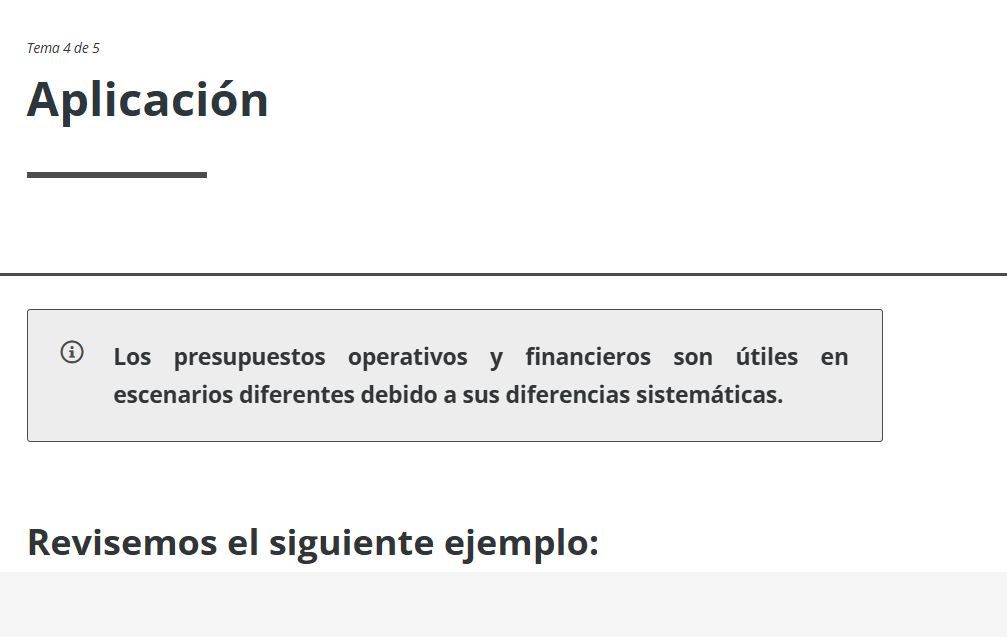 Tema 4 de 5
Aplicación
Los presupuestos operativos y financieros son útiles en
escenarios diferentes debido a sus diferencias sistemáticas.
Revisemos el siguiente ejemplo: